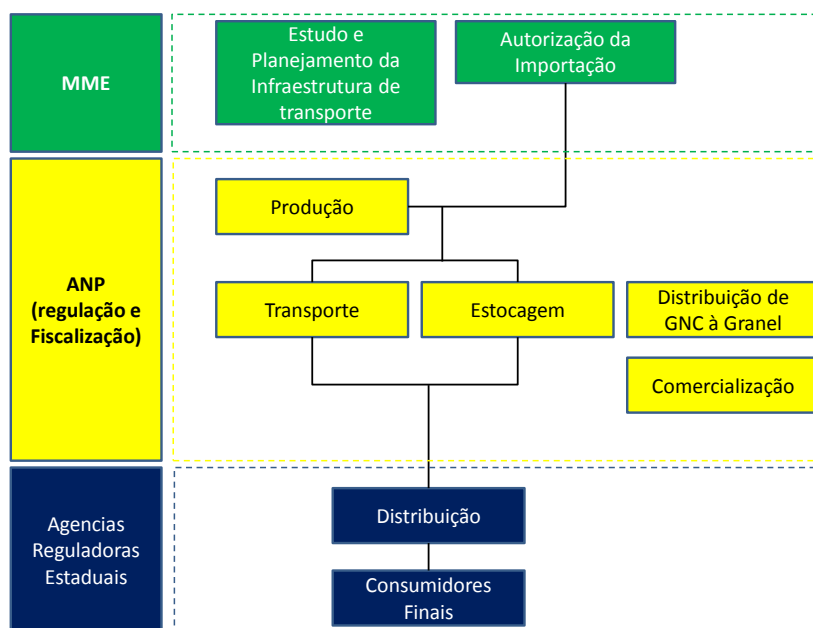 MME
Estudo e
Planejamento da
Infraestrutura de
transporte
Autorização da
Importação
ANP
(regulação e
Fiscalização)
Produção
Transporte
Estocagem
Distribuição de
GNC à Granel
Comercialização
Agencias
Reguladoras
Estaduais
Distribuição
Consumidores
Finais